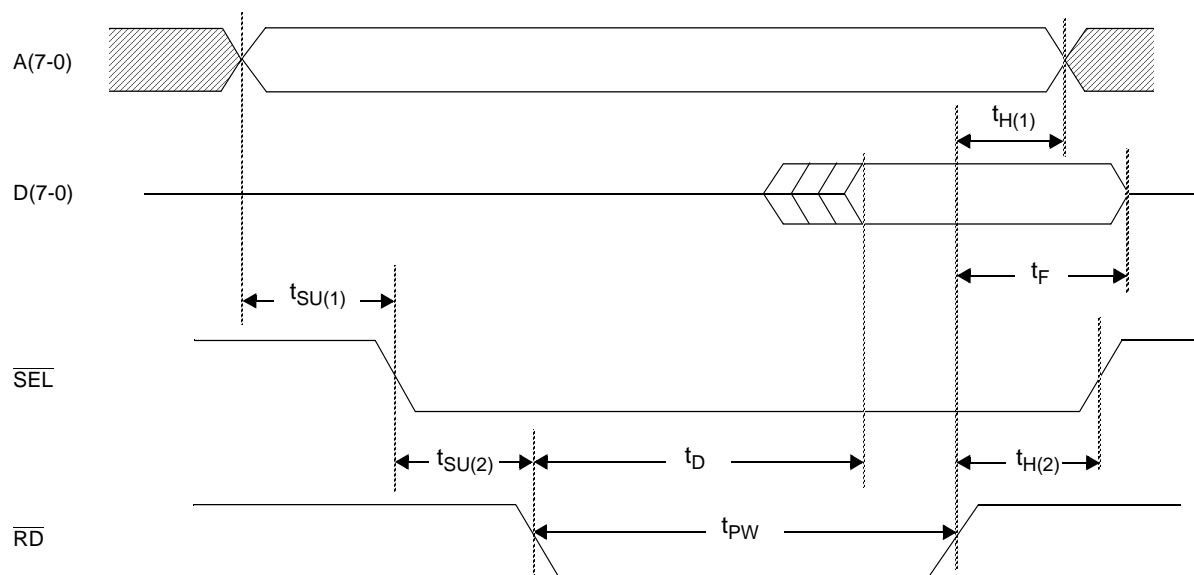 A(7-0)
tH(1)
D(7-0)
tF
tSU(1)
SEL
tSU(2)
tD
tH(2)
tPW
RD